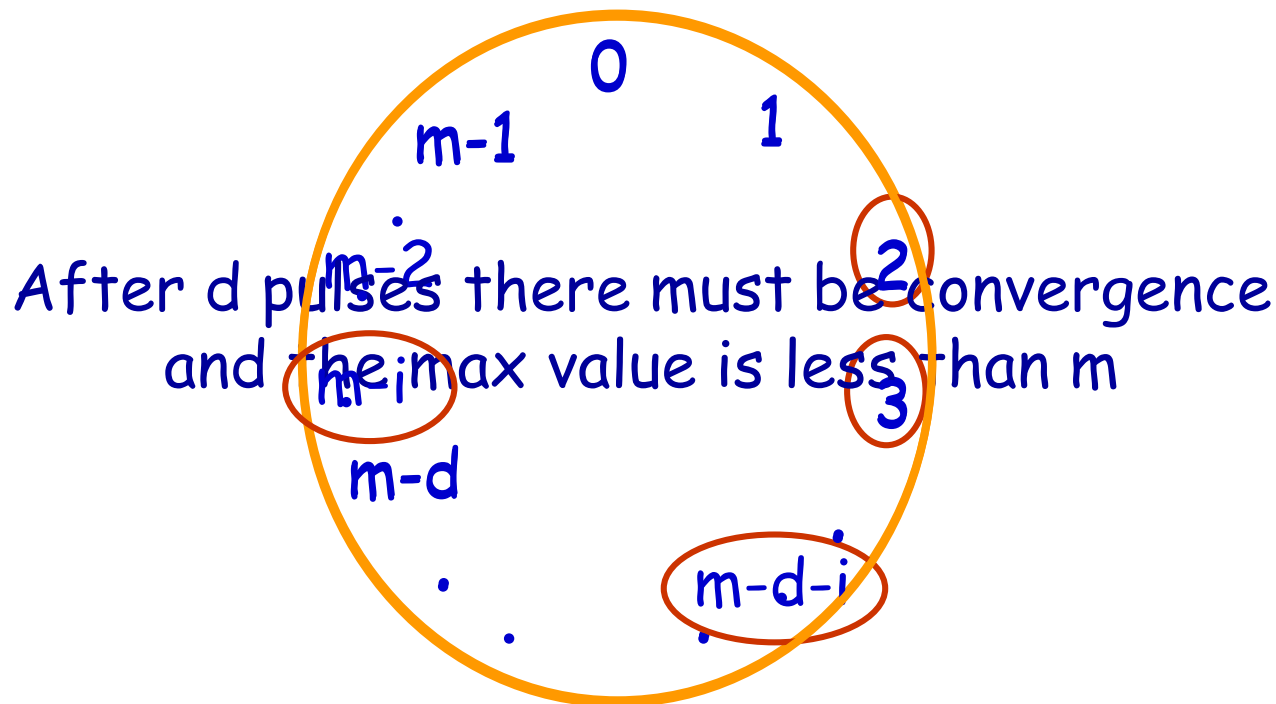 0
1
m-1
m-2
2
After d pulses there must be convergence
and the max value is less than m
m-i
3
m-d
m-d-i